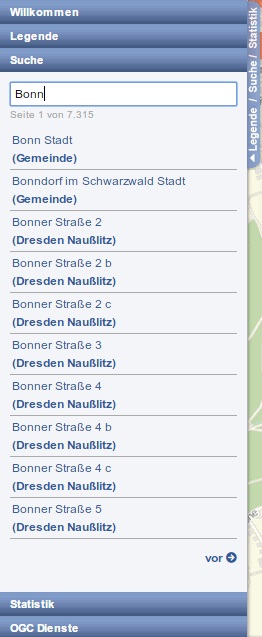 Willkommen
Legende
Suche
Bonn
Seite 1 von 7.315
Bonn Stadt
(Gemeinde)
Bonndorf im Schwarzwald Stadt
(Gemeinde)
Bonner Straße 2
(Dresden Naußlitz)
Bonner Straße 2 b
(Dresden Naußlitz)
Bonner Straße 2 c
(Dresden Naußlitz)
Bonner Straße 3
(Dresden Naußlitz)
Bonner Straße 4
(Dresden Naußlitz)
Bonner Straße 4 b
(Dresden Naußlitz)
Bonner Straße 4 c
(Dresden Naußlitz)
Bonner Straße 5
(Dresden Naußlitz)
vor
Statistik
OGC Dienste
Legende / Suche / Statistik